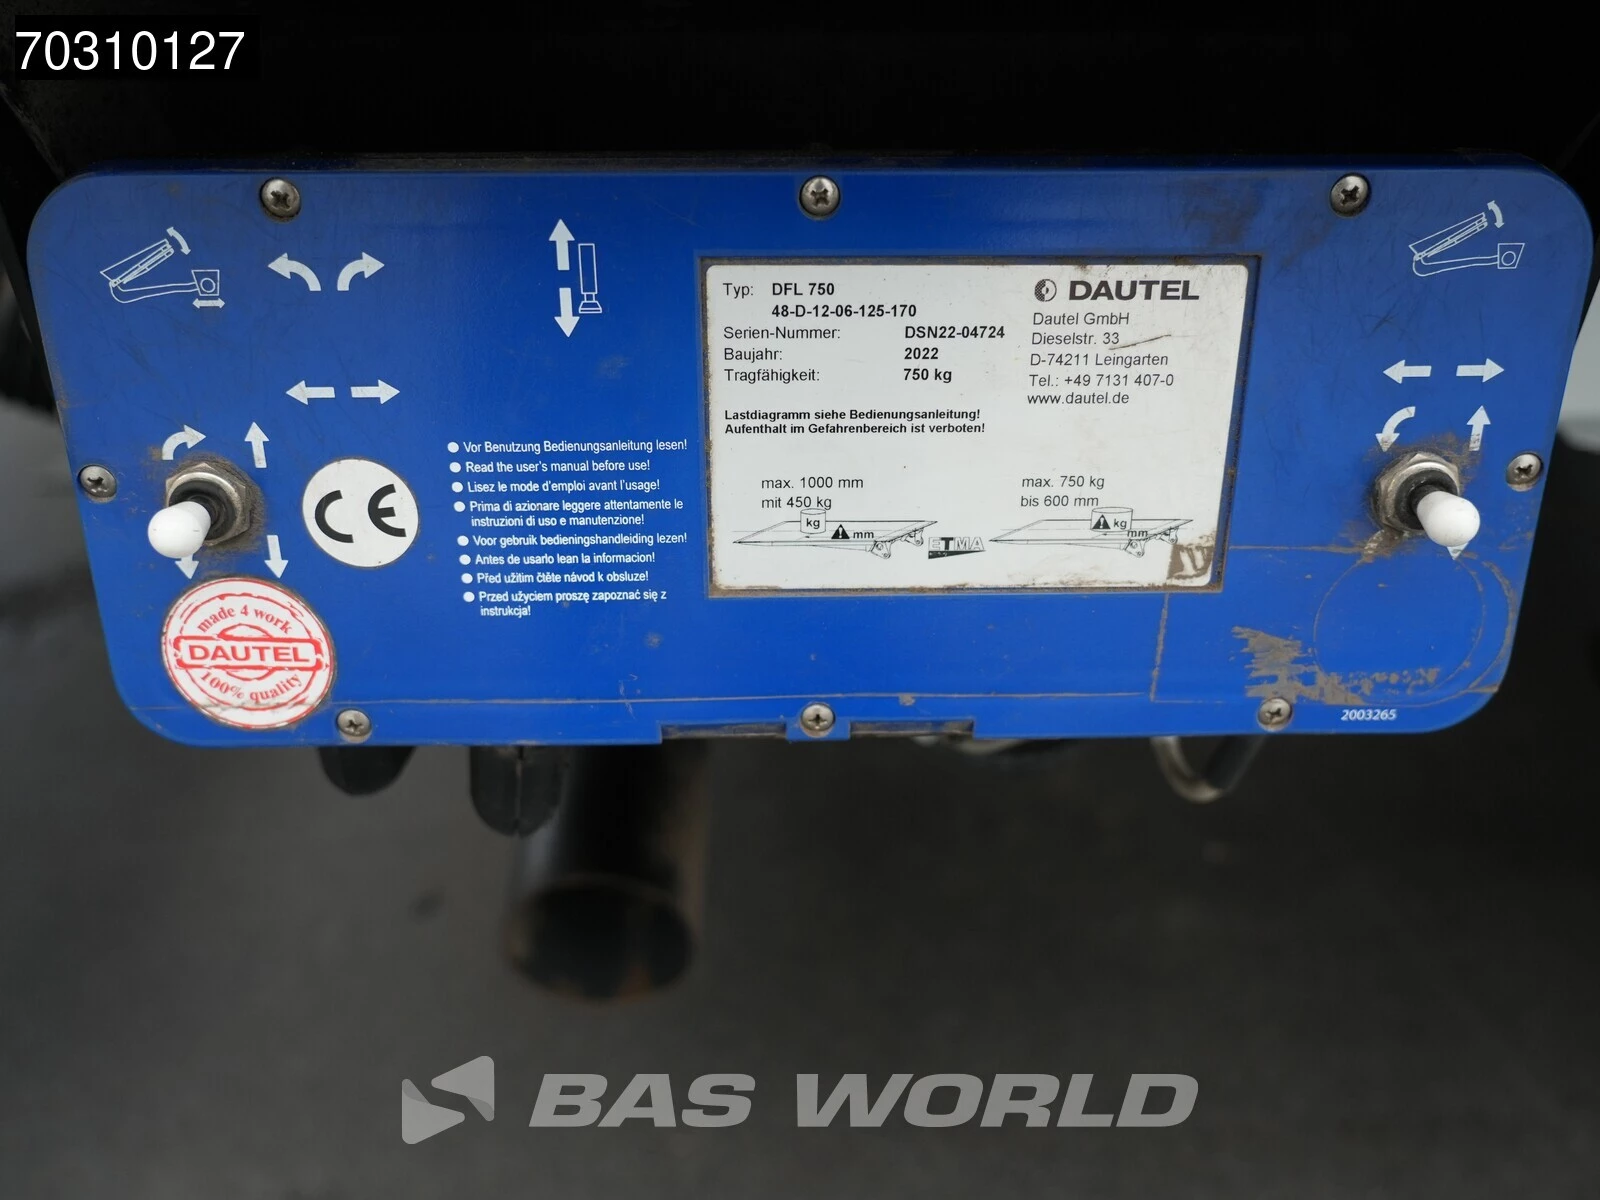 70310127
Typ: DFL 750
48-D-12-06-125-170
Serien-Nummer: DSN22-04724
Baujahr: 2022
Tragfähigkeit: 750 kg
DAUTEL
Dautel GmbH
Dieselstr. 33
D-74211 Leingarten
Tel.: +49 7131 407-0
www.dautel.de
Lastdiagramm siehe Bedienungsanleitung!
Aufenthalt im Gefahrenbereich ist verboten!
max. 1000 mm
mit 450 kg
kg
mm
ETMA
max. 750 kg
bis 600 mm
kg
mm
Vor Benutzung Bedienungsanleitung lesen!
Read the user's manual before use!
Lisez le mode d'emploi avant l'usage!
Prima di azionare leggere attentamente le
instruzioni di uso e manutenzione!
Voor gebruik bedieningshandleiding lezen!
Antes de usarlo lean la informacion!
Před užitim čtěte návod k obsluze!
Przed użyciem proszę zapoznać się z
instrukcja!
CE
made 4 work
DAUTEL
100% quality
2003265
BAS WORLD